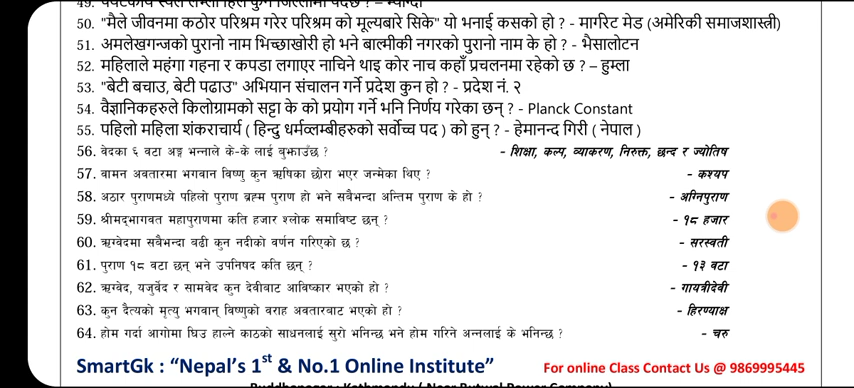 50. "मैले जीवनमा कठोर परिश्रम गरेर परिश्रम को मूल्यबारे सिके" यो भनाई कसको हो ? - मागरिट मेड (अमेरिकी समाजशास्त्री)
51. अमलेखगन्जको पुरानो नाम भिच्छाखोरी हो भने बाल्मीकी नगरको पुरानो नाम के हो ? - भैसालोटन
52. महिलाले महंगा गहना र कपडा लगाएर नाचिने थाइ कोर नाच कहाँ प्रचलनमा रहेको छ ? – हुम्ला
53. "बेटी बचाउ, बेटी पढाउ" अभियान संचालन गर्ने प्रदेश कुन हो ? - प्रदेश नं. २
54. वैज्ञानिकहरुले किलोग्रामको सट्टा के को प्रयोग गर्ने भनि निर्णय गरेका छन् ? - Planck Constant
55. पहिलो महिला शंकराचार्य ( हिन्दु धर्मव्लम्बीहरुको सर्वोच्च पद ) को हुन् ? - हेमानन्द गिरी ( नेपाल )
56. वेदका ६ वटा अङ्ग भन्नाले के-के लाई बुझाउँछ ? - शिक्षा, कल्प, व्याकरण, निरुक्त, छन्द र ज्योतिष
57. वामन अवतारमा भगवान विष्णु कुन ऋषिका छोरा भएर जन्मेका थिए ? - कश्यप
58. अठार पुराणमध्ये पहिलो पुराण ब्रह्म पुराण हो भने सबैभन्दा अन्तिम पुराण के हो ? - अग्निपुराण
59. श्रीमद्भागवत महापुराणमा कति हजार श्लोक समाविष्ट छन् ? - १८ हजार
60. ऋग्वेदमा सबैभन्दा बढी कुन नदीको वर्णन गरिएको छ ? - सरस्वती
61. पुराण १८ वटा छन् भने उपनिषद कति छन् ? - १३ वटा
62. ऋग्वेद, यजुर्वेद र सामवेद कुन देवीबाट आविष्कार भएको हो ? - गायत्रीदेवी
63. कुन दैत्यको मृत्यु भगवान् विष्णुको वराह अवतारबाट भएको हो ? - हिरण्याक्ष
64. होम गर्दा आगोमा घिउ हाल्ने काठको साधनलाई सुरो भनिन्छ भने होम गरिने अन्नलाई के भनिन्छ ? - चरु
SmartGk : “Nepal’s 1st & No.1 Online Institute” For online Class Contact Us @ 9869995445